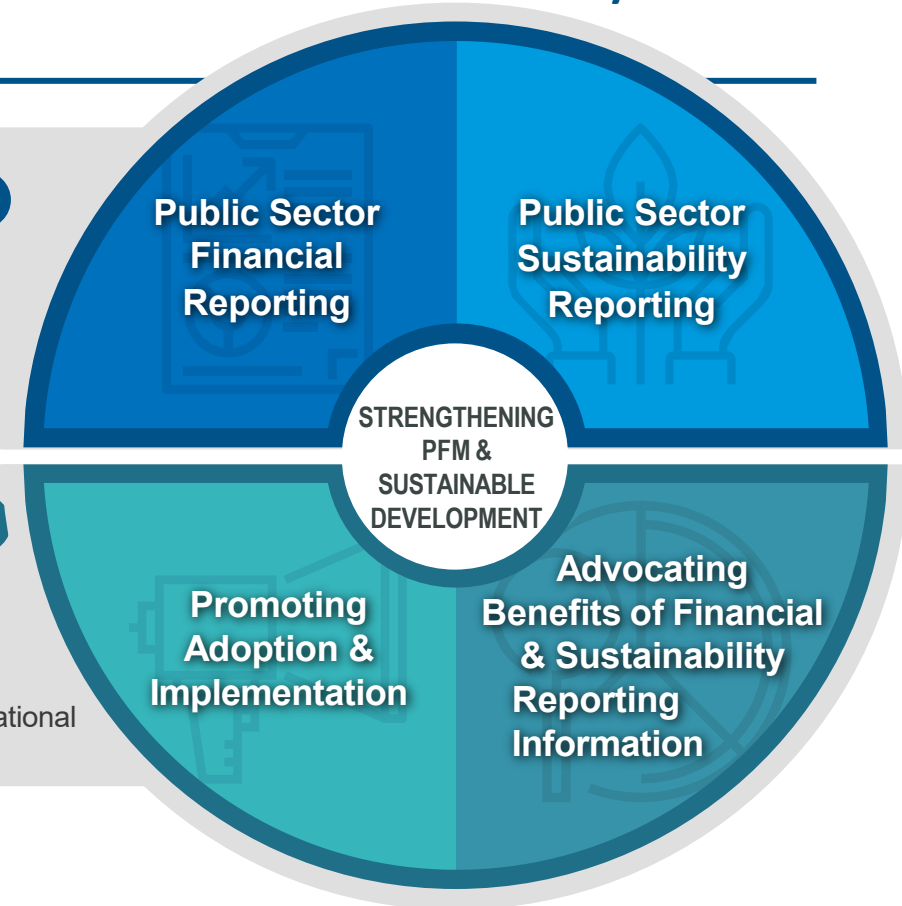 Public Sector
Financial
Reporting
Public Sector
Sustainability
Reporting
STRENGTHENING
PFM &
SUSTAINABLE
DEVELOPMENT
Promoting
Adoption &
Implementation
Advocating
Benefits of Financial
& Sustainability
Reporting
Information